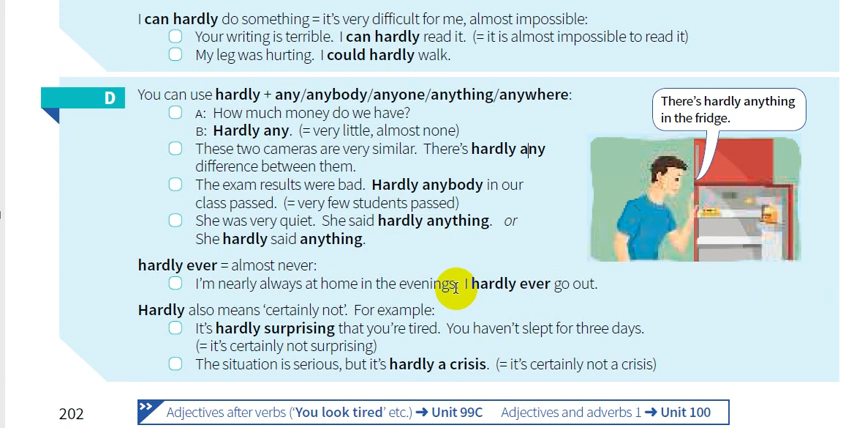 I can hardly do something = it's very difficult for me, almost impossible:
Your writing is terrible. I can hardly read it. (= it is almost impossible to read it)
My leg was hurting. I could hardly walk.
D
You can use hardly + any/anybody/anyone/anything/anywhere:
A: How much money do we have?
B: Hardly any. (= very little, almost none)
These two cameras are very similar. There's hardly any
difference between them.
The exam results were bad. Hardly anybody in our
class passed. (= very few students passed)
She was very quiet. She said hardly anything. or
She hardly said anything.
There's hardly anything
in the fridge.
hardly ever = almost never:
I'm nearly always at home in the evenings. I hardly ever go out.
Hardly also means 'certainly not'. For example:
It's hardly surprising that you're tired. You haven't slept for three days.
(= it's certainly not surprising)
The situation is serious, but it's hardly a crisis. (= it's certainly not a crisis)
202
>> Adjectives after verbs ('You look tired' etc.) ➜ Unit 99C Adjectives and adverbs 1 ➜ Unit 100